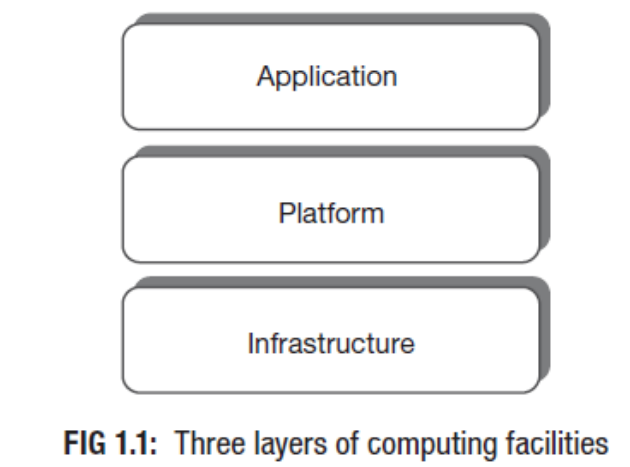 Application
Platform
Infrastructure
FIG 1.1: Three layers of computing facilities